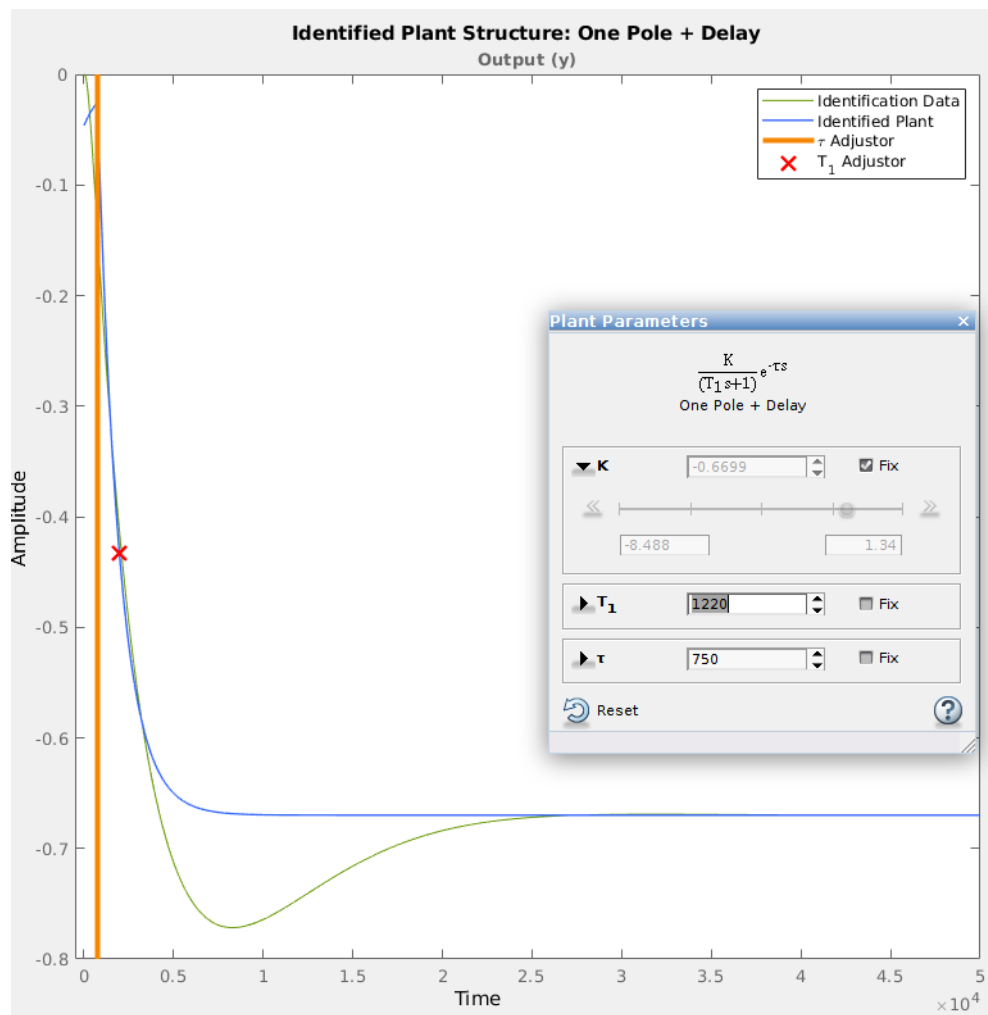 Identified Plant Structure: One Pole + Delay
Output (y)
0
-0.1
-0.2
-0.3
-0.4
-0.5
-0.6
-0.7
-0.8
Amplitude
Identification Data
Identified Plant
τ Adjustor
T1 Adjustor
Plant Parameters
K
(T1s+1)
e-τs
One Pole + Delay
K
-0.6699
Fix
-8.488
1.34
T1
1220
Fix
τ
750
Fix
Reset
0 0.5 1 1.5 2 2.5 3 3.5 4 4.5 5
Time
×10^4